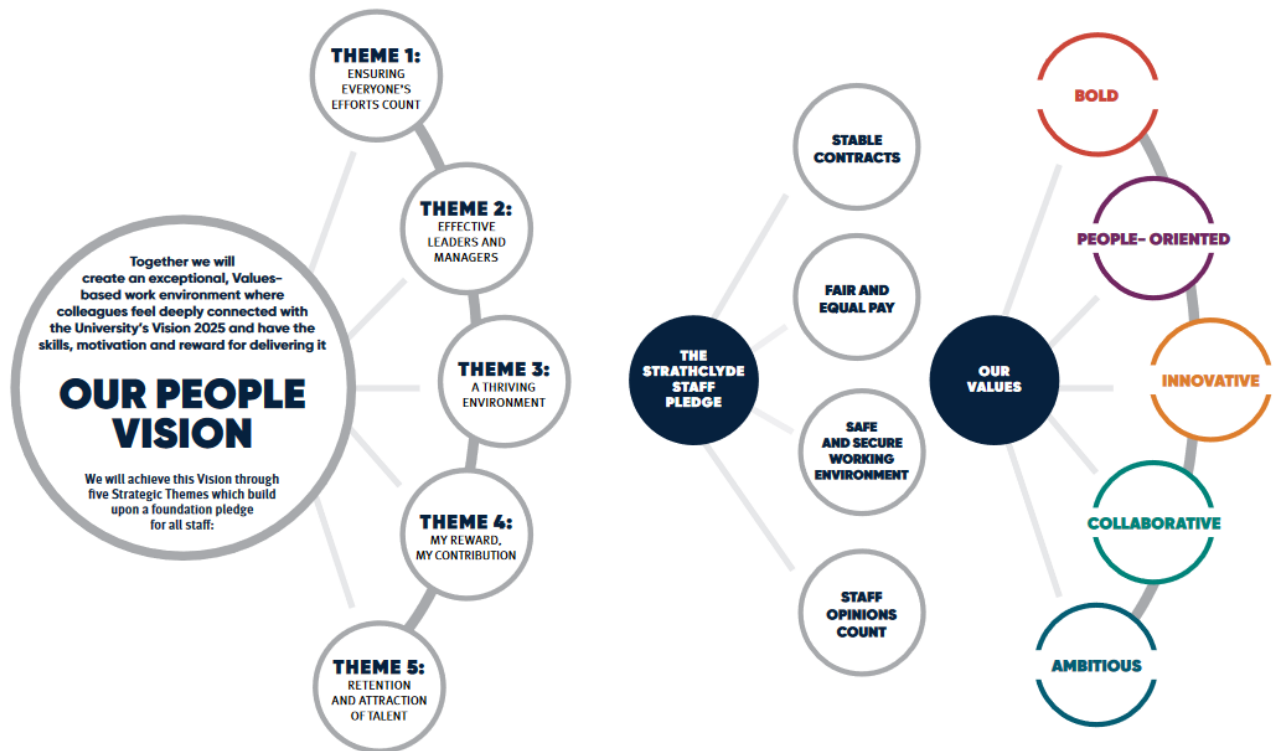 Together we will
create an exceptional, Values-
based work environment where
colleagues feel deeply connected with
the University's Vision 2025 and have the
skills, motivation and reward for delivering it
OUR PEOPLE
VISION
We will achieve this Vision through
five Strategic Themes which build
upon a foundation pledge
for all staff:
THEME 1:
ENSURING
EVERYONE'S
EFFORTS COUNT
THEME 2:
EFFECTIVE
LEADERS AND
MANAGERS
THEME 3:
A THRIVING
ENVIRONMENT
THEME 4:
MY REWARD,
MY CONTRIBUTION
THEME 5:
RETENTION
AND ATTRACTION
OF TALENT
THE
STRATHCLYDE
STAFF
PLEDGE
STABLE
CONTRACTS
FAIR AND
EQUAL PAY
SAFE
AND SECURE
WORKING
ENVIRONMENT
STAFF
OPINIONS
COUNT
OUR
VALUES
BOLD
PEOPLE- ORIENTED
INNOVATIVE
COLLABORATIVE
AMBITIOUS